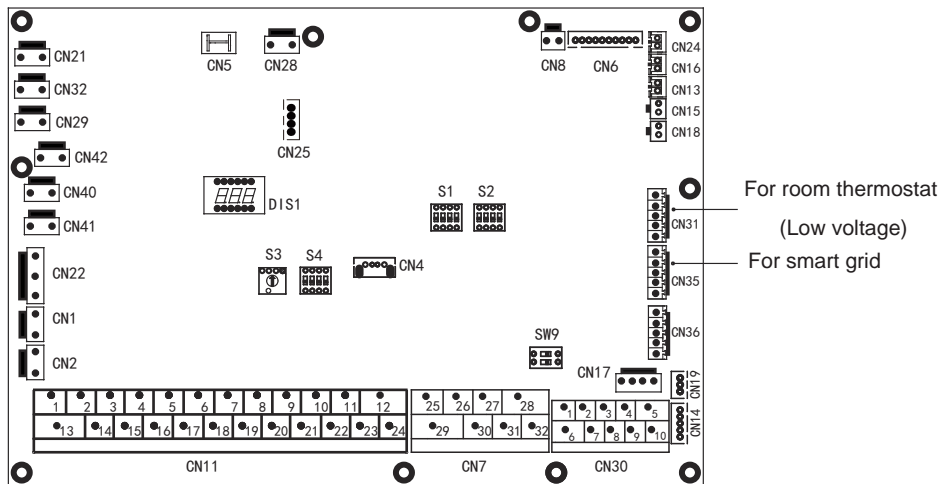 CN21
CN5
CN28
CN8
CN6
CN24
CN32
CN16
CN13
CN29
CN15
CN25
CN18
CN42
CN40
DIS1
S1
S2
For room thermostat
CN41
CN31
(Low voltage)
S3
S4
CN4
For smart grid
CN22
CN35
CN1
CN36
SW9
CN2
CN17
CN19
1 2 3 4 5 6 7 8 9 10 11 12
25 26 27 28
1 2 3 4 5
CN14
13 14 15 16 17 18 19 20 21 22 23 24
29 30 31 32
6 7 8 9 10
CN11
CN7
CN30